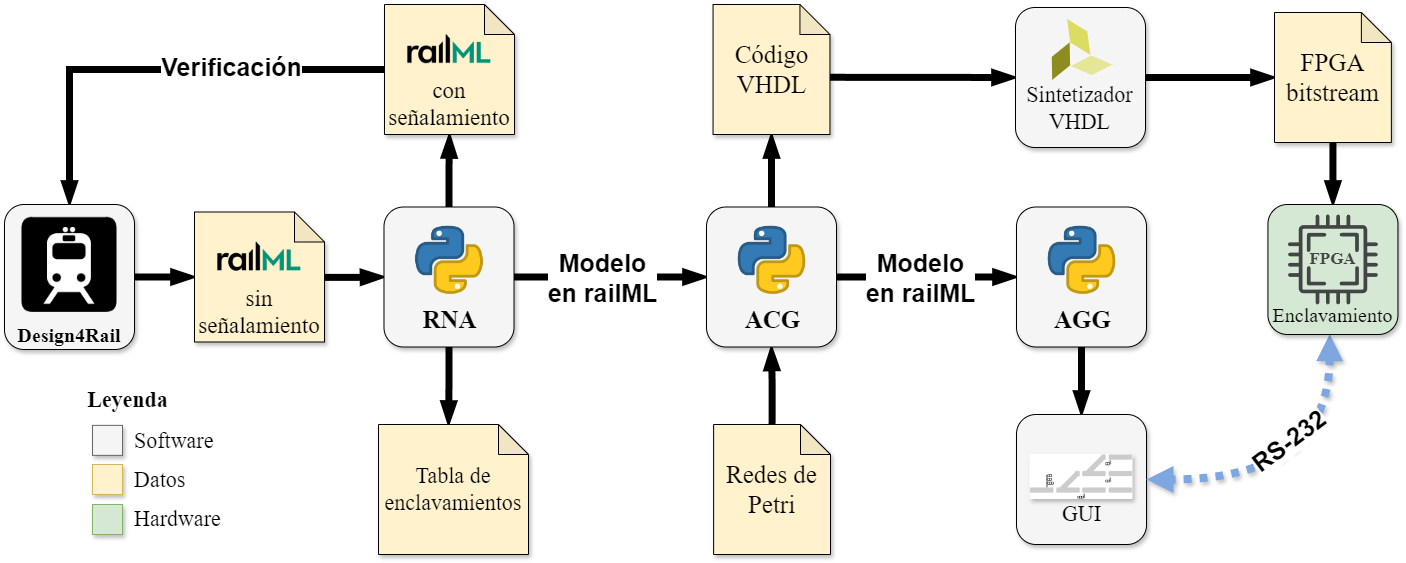 railML
con
señalamiento
Verificación
Código
VHDL
Sintetizador
VHDL
FPGA
bitstream
Design4Rail
railML
sin
señalamiento
RNA
Modelo
en railML
ACG
Modelo
en railML
AGG
FPGA
Enclavamiento
Leyenda
Software
Datos
Hardware
Tabla de
enclavamientos
Redes de
Petri
GUI
RS-232